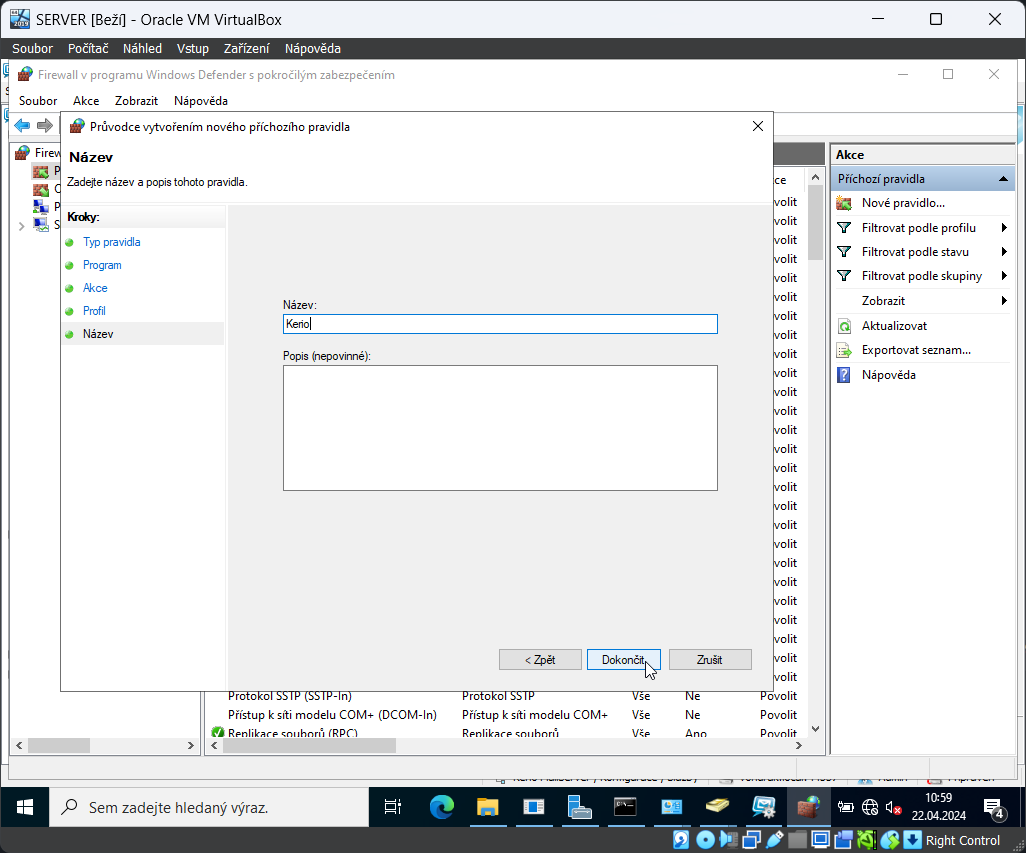 SERVER [Beží] - Oracle VM VirtualBox
Soubor Počítač Náhled Vstup Zařízení Nápověda
Firewall v programu Windows Defender s pokročilým zabezpečením
Soubor Akce Zobrazit Nápověda
Průvodce vytvořením nového příchozího pravidla
Název
Zadejte název a popis tohoto pravidla.
Kroky:
Typ pravidla
Program
Akce
Profil
Název
Název:
Kerio
Popis (nepovinné):
< Zpět Dokončit Zrušit
Akce
Příchozí pravidla
Nové pravidlo...
Filtrovat podle profilu
Filtrovat podle stavu
Filtrovat podle skupiny
Zobrazit
Aktualizovat
Exportovat seznam...
Nápověda
Protokol SSTP (SSTP-In) Protokol SSTP Vše Ne Povolit
Přístup k síti modelu COM+ (DCOM-In) Přístup k síti modelu COM+ Vše Ne Povolit
Replikace souborů (RPC) Replikace souborů Vše Ano Povolit
Sem zadejte hledaný výraz.
10:59
22.04.2024
4
Right Control